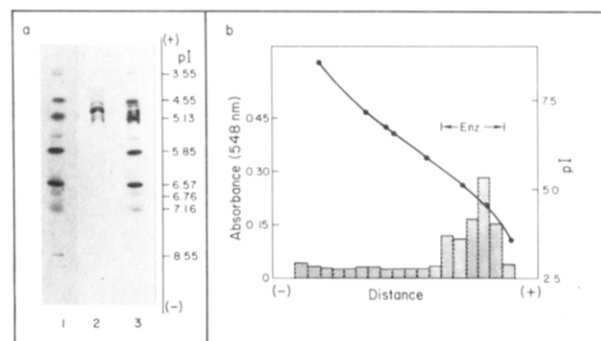 a
(+)
pI
3.55
4.55
5.13
5.85
6.57
6.76
7.16
8.55
(-)
1 2 3
b
Absorbance (548 nm)
0.45
0.30
0.15
0
Enz
7.5
5.0
2.5
pI
(-) Distance (+)